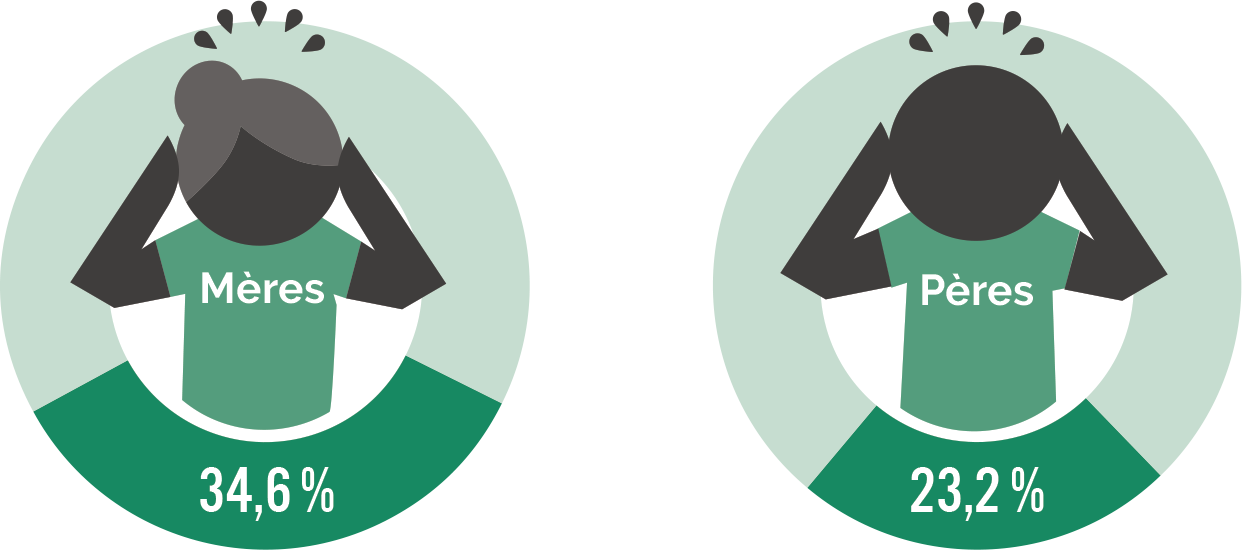 Mères
34,6 %
Pères
23,2 %